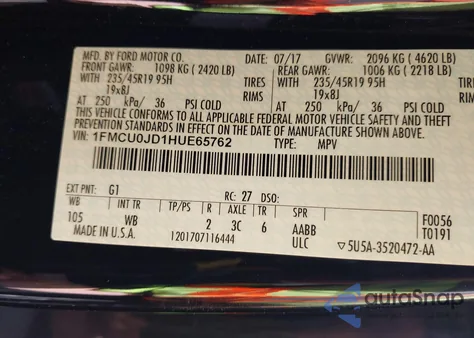 MFD. BY FORD MOTOR CO. 07/17 GVWR: 2096 KG (4620 LB)
FRONT GAWR: 1098 KG (2420 LB) REAR GAWR: 1006 KG (2218 LB)
WITH 235/45R19 95H TIRES WITH 235/45R19 95H
19x8J RIMS 19x8J
AT 250 kPa/ 36 PSI COLD AT 250 kPa/ 36 PSI COLD
THIS VEHICLE CONFORMS TO ALL APPLICABLE FEDERAL MOTOR VEHICLE SAFETY AND BUMPER
THEFT PREVENTION STANDARDS IN EFFECT ON THE DATE OF MANUFACTURE SHOWN ABOVE.
VIN: 1FMCU0JD1HUE65762 TYPE: MPV
EXT PNT: G1 RC: 27 DSO: F0056
WB INT TR R AXLE TR SPR T0191
105 WB 2 3C 6 AABB
MADE IN U.S.A. 1201707116444 ULC ▽5U5A-3520472-AA
autoSnap